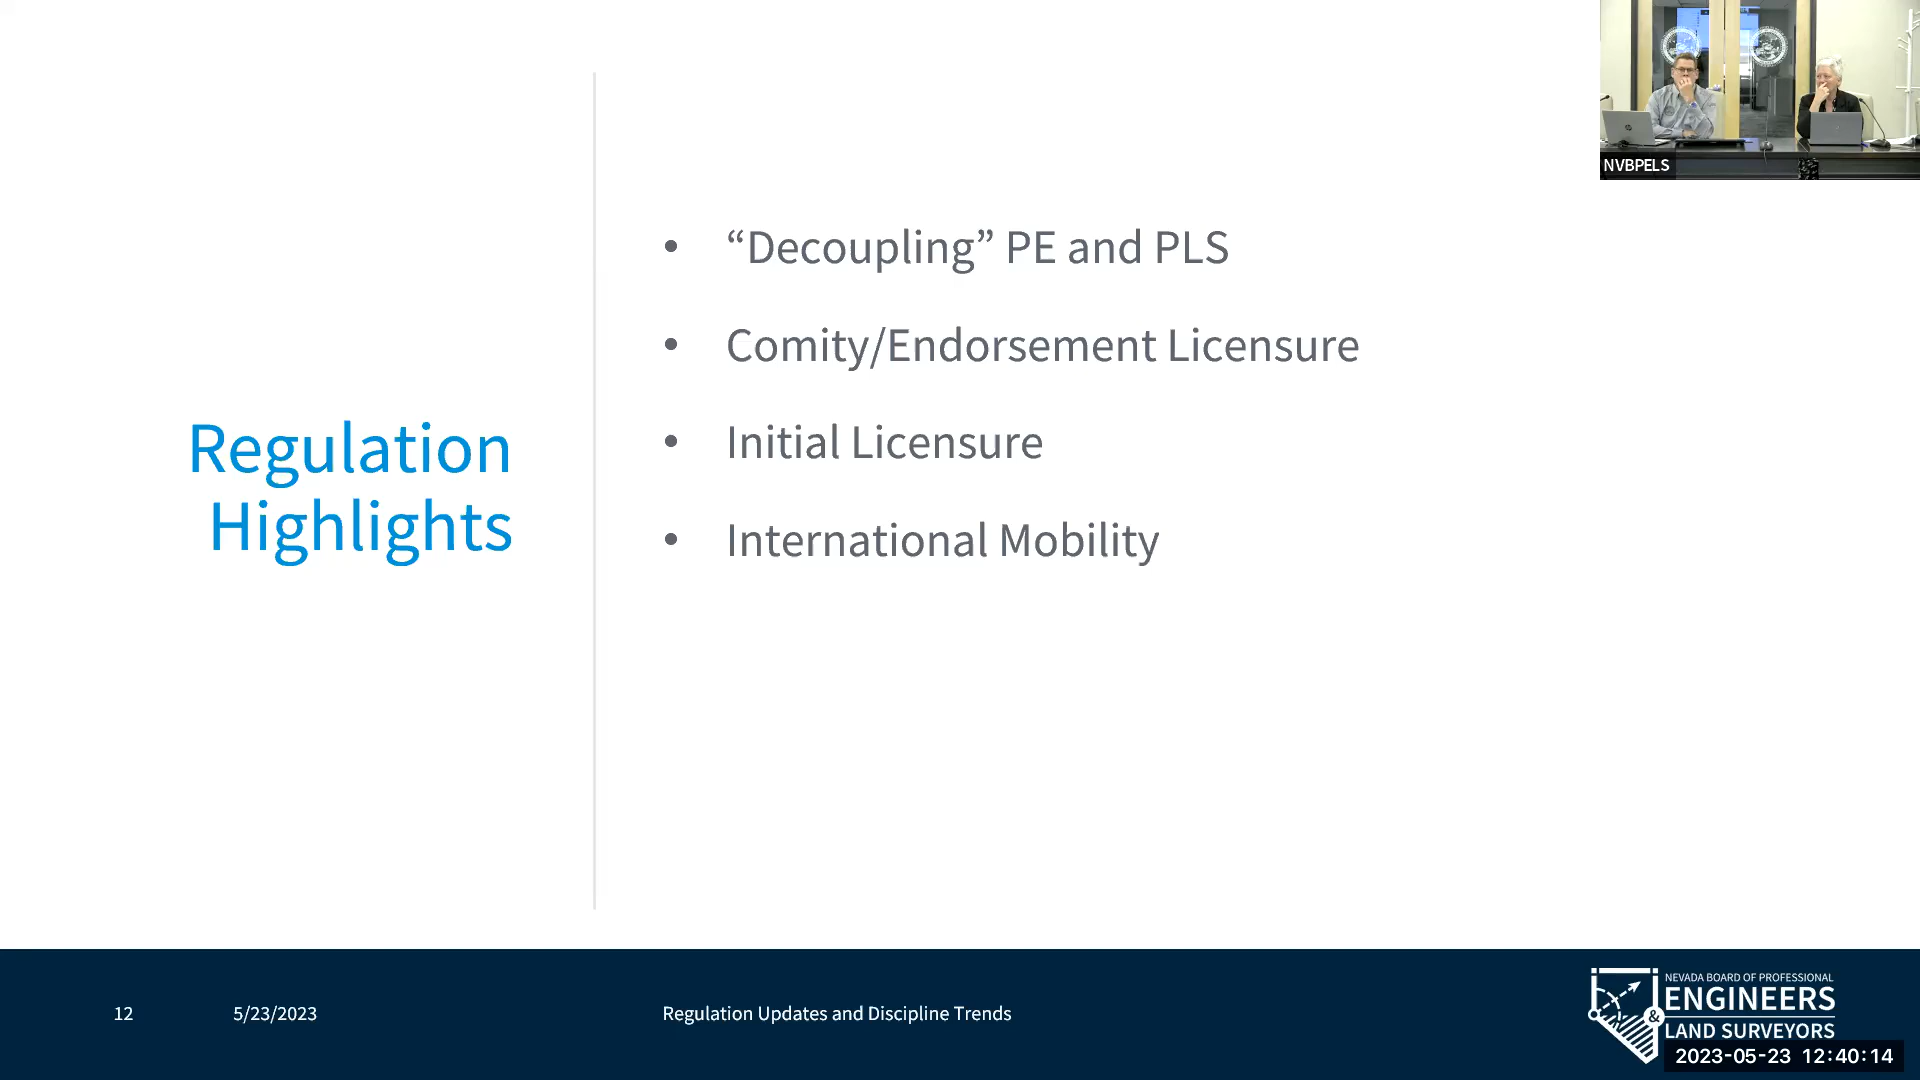 Regulation
Highlights
• “Decoupling” PE and PLS
• Comity/Endorsement Licensure
• Initial Licensure
• International Mobility
NVBPELS
12
5/23/2023
Regulation Updates and Discipline Trends
NEVADA BOARD OF PROFESSIONAL
ENGINEERS
&
LAND SURVEYORS
2023-05-23 12:40:14